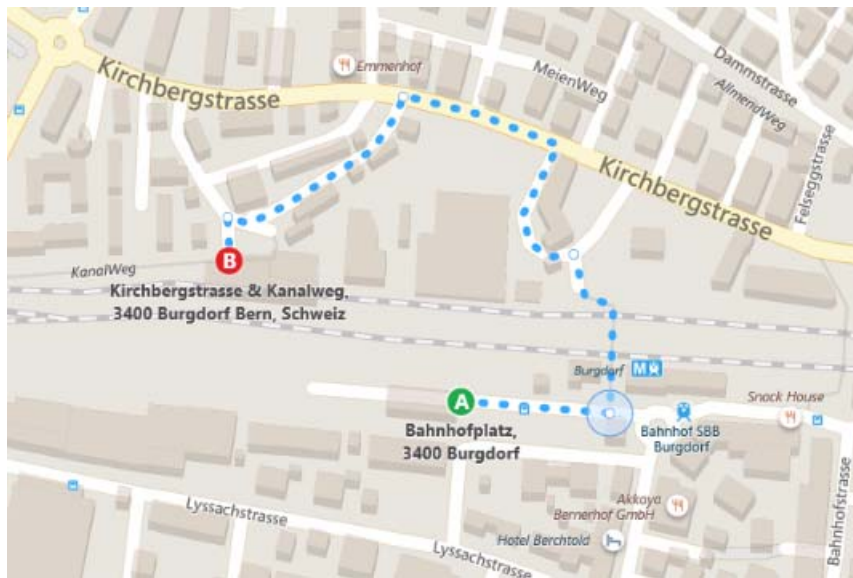 Kirchbergstrasse
Emmenhof
MeienWeg
Dammstrasse
AllmendWeg
Felseggstrasse
Kirchbergstrasse
KanalWeg
B
Kirchbergstrasse & Kanalweg,
3400 Burgdorf Bern, Schweiz
Burgdorf
M
A
Bahnhofplatz,
3400 Burgdorf
Snack House
Bahnhof SBB
Burgdorf
Lyssachstrasse
Akkaya
Bernerhof GmbH
Hotel Berchtold
Lyssachstrasse
Bahnhofstrasse